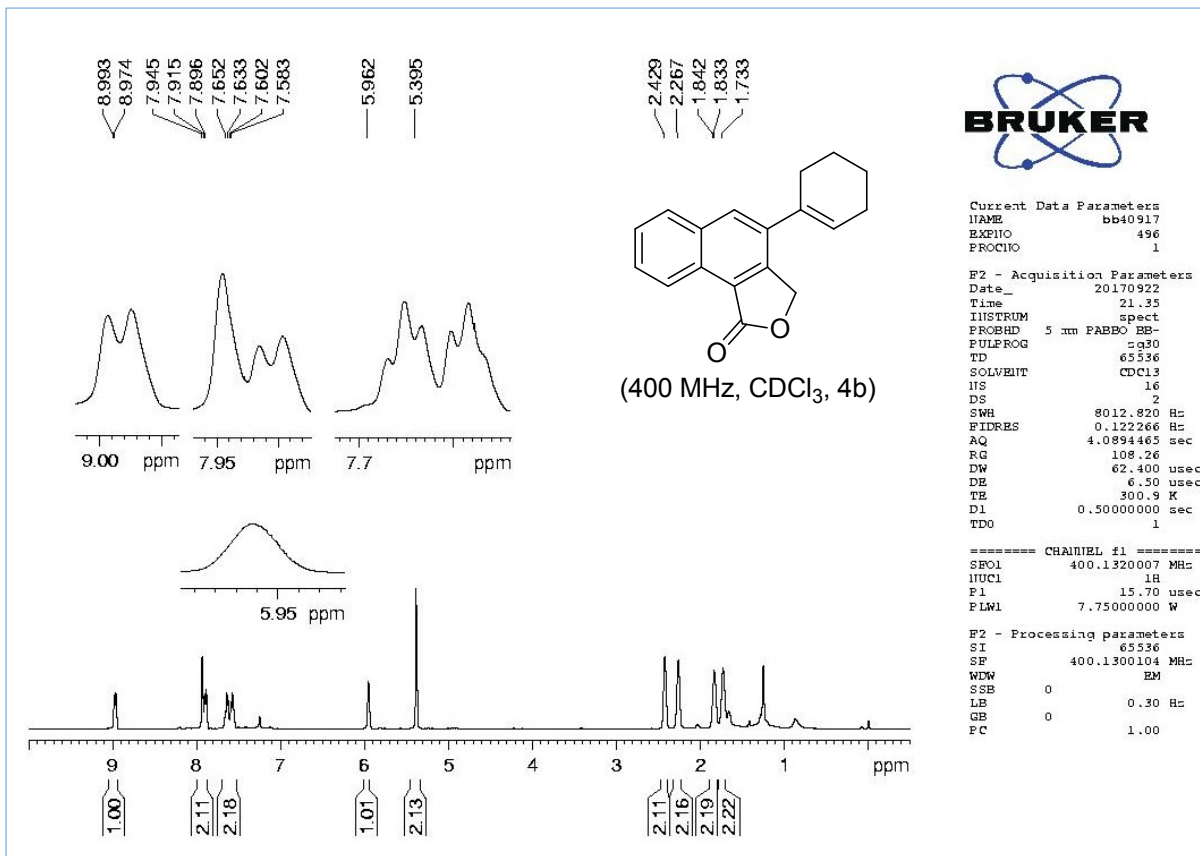 8.993
8.974
7.945
7.915
7.896
7.652
7.633
7.602
7.583
5.962
5.395
2.429
2.267
1.842
1.833
1.733
BRUKER
O
O
(400 MHz, CDCl3, 4b)
9.00 ppm
7.95 ppm
7.7 ppm
5.95 ppm
9 8 7 6 5 4 3 2 1 ppm
1.00
2.11
2.18
1.01
2.13
2.11
2.16
2.19
2.22
Current Data Parameters
NAME bb40917
EXPNO 496
PROCNO 1
F2 - Acquisition Parameters
Date_ 20170922
Time 21.35
INSTRUM spect
PROBHD 5 mm PABBO BB-
PULPROG zg30
TD 65536
SOLVENT CDCl3
NS 16
DS 2
SWH 8012.820 Hz
FIDRES 0.122266 Hz
AQ 4.0894465 sec
RG 108.26
DW 62.400 usec
DE 6.50 usec
TE 300.9 K
D1 0.50000000 sec
TD0 1
======== CHANNEL f1 ========
SFO1 400.1320007 MHz
NUC1 1H
P1 15.70 usec
PLW1 7.75000000 W
F2 - Processing parameters
SI 65536
SF 400.1300104 MHz
WDW EM
SSB 0
LB 0.30 Hz
GB 0
PC 1.00